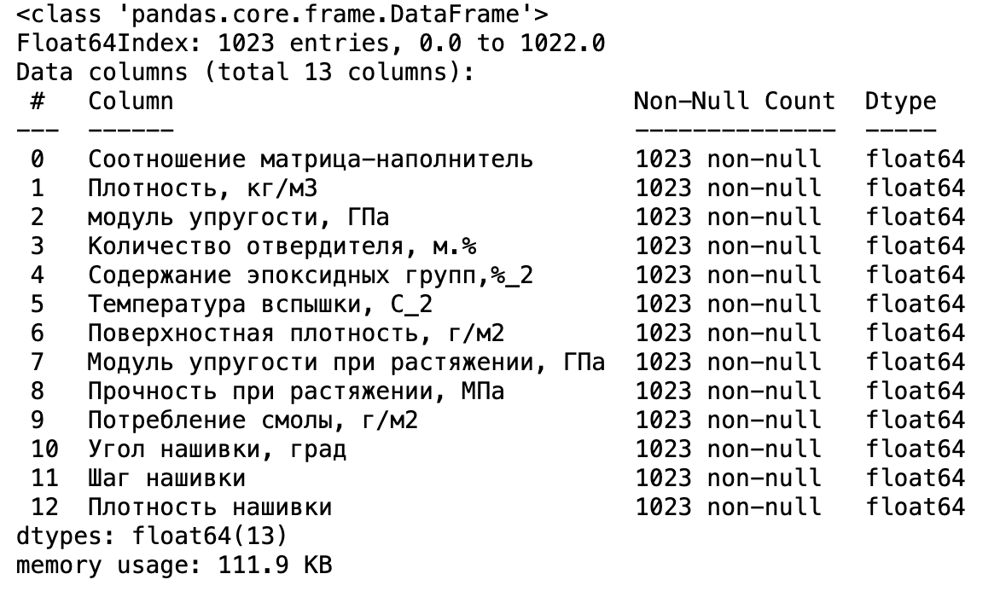 <class 'pandas.core.frame.DataFrame'>
Float64Index: 1023 entries, 0.0 to 1022.0
Data columns (total 13 columns):
 #   Column                                Non-Null Count  Dtype
---  ------                                --------------  -----
 0   Соотношение матрица-наполнитель       1023 non-null   float64
 1   Плотность, кг/м3                      1023 non-null   float64
 2   модуль упругости, ГПа                 1023 non-null   float64
 3   Количество отвердителя, м.%           1023 non-null   float64
 4   Содержание эпоксидных групп,%_2       1023 non-null   float64
 5   Температура вспышки, С_2              1023 non-null   float64
 6   Поверхностная плотность, г/м2         1023 non-null   float64
 7   Модуль упругости при растяжении, ГПа  1023 non-null   float64
 8   Прочность при растяжении, МПа         1023 non-null   float64
 9   Потребление смолы, г/м2               1023 non-null   float64
 10  Угол нашивки, град                    1023 non-null   float64
 11  Шаг нашивки                           1023 non-null   float64
 12  Плотность нашивки                     1023 non-null   float64
dtypes: float64(13)
memory usage: 111.9 KB